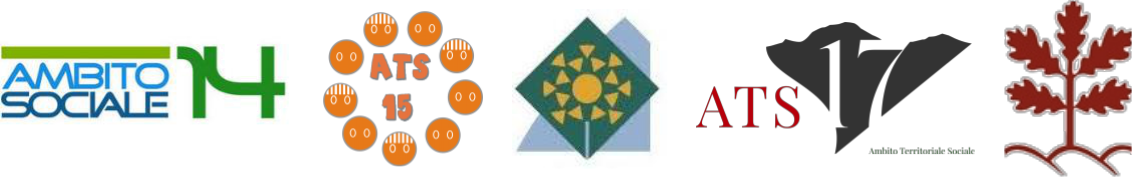 AMBITO
SOCIALE
14
ATS
15
ATS 17
Ambito Territoriale Sociale